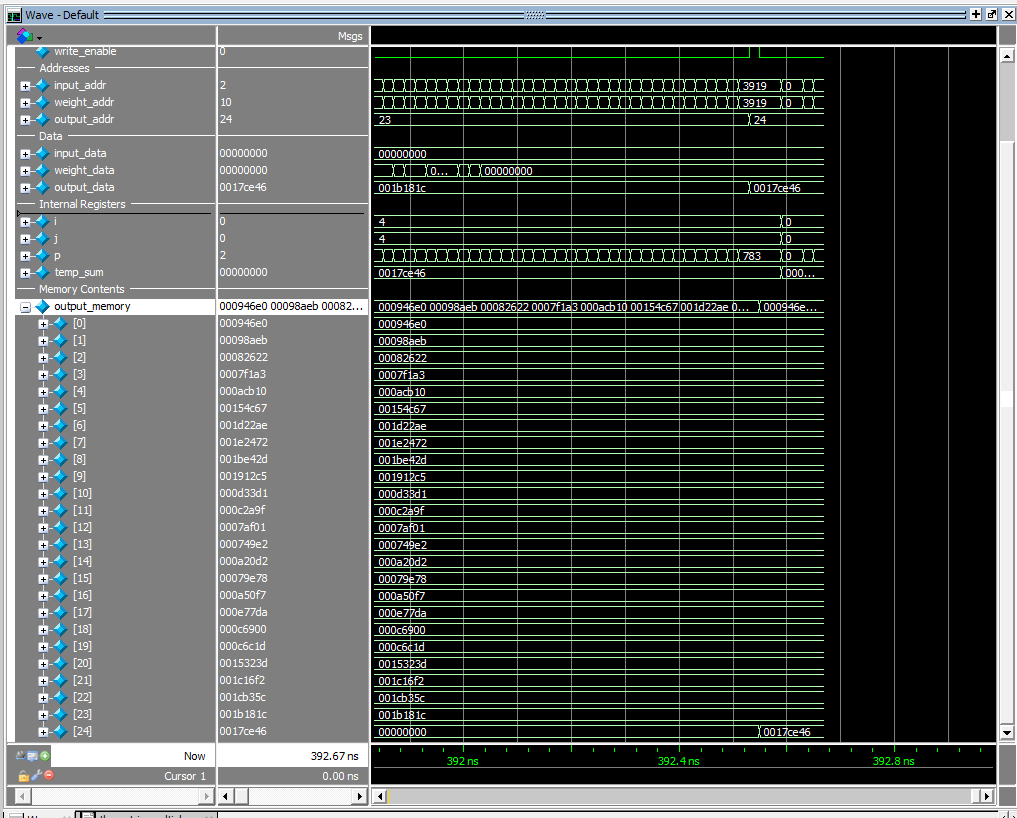 Wave - Default
Msgs
write_enable 0
Addresses
input_addr 2 3919 0
weight_addr 10 3919 0
output_addr 24 23 24
Data
input_data 00000000 00000000
weight_data 00000000 0... 00000000
output_data 0017ce46 001b181c 0017ce46
Internal Registers
i 0 4 0
j 0 4 0
p 2 783 0
temp_sum 00000000 0017ce46 000...
Memory Contents
output_memory 000946e0 00098aeb 00082... 000946e0 00098aeb 00082622 0007f1a3 000acb10 00154c67 001d22ae 0... 000946e...
[0] 000946e0 000946e0
[1] 00098aeb 00098aeb
[2] 00082622 00082622
[3] 0007f1a3 0007f1a3
[4] 000acb10 000acb10
[5] 00154c67 00154c67
[6] 001d22ae 001d22ae
[7] 001e2472 001e2472
[8] 001be42d 001be42d
[9] 001912c5 001912c5
[10] 000d33d1 000d33d1
[11] 000c2a9f 000c2a9f
[12] 0007af01 0007af01
[13] 000749e2 000749e2
[14] 000a20d2 000a20d2
[15] 00079e78 00079e78
[16] 000a50f7 000a50f7
[17] 000e77da 000e77da
[18] 000c6900 000c6900
[19] 000c6c1d 000c6c1d
[20] 0015323d 0015323d
[21] 001c16f2 001c16f2
[22] 001cb35c 001cb35c
[23] 001b181c 001b181c
[24] 0017ce46 00000000 0017ce46
Now 392.67 ns 392 ns 392.4 ns 392.8 ns
Cursor 1 0.00 ns